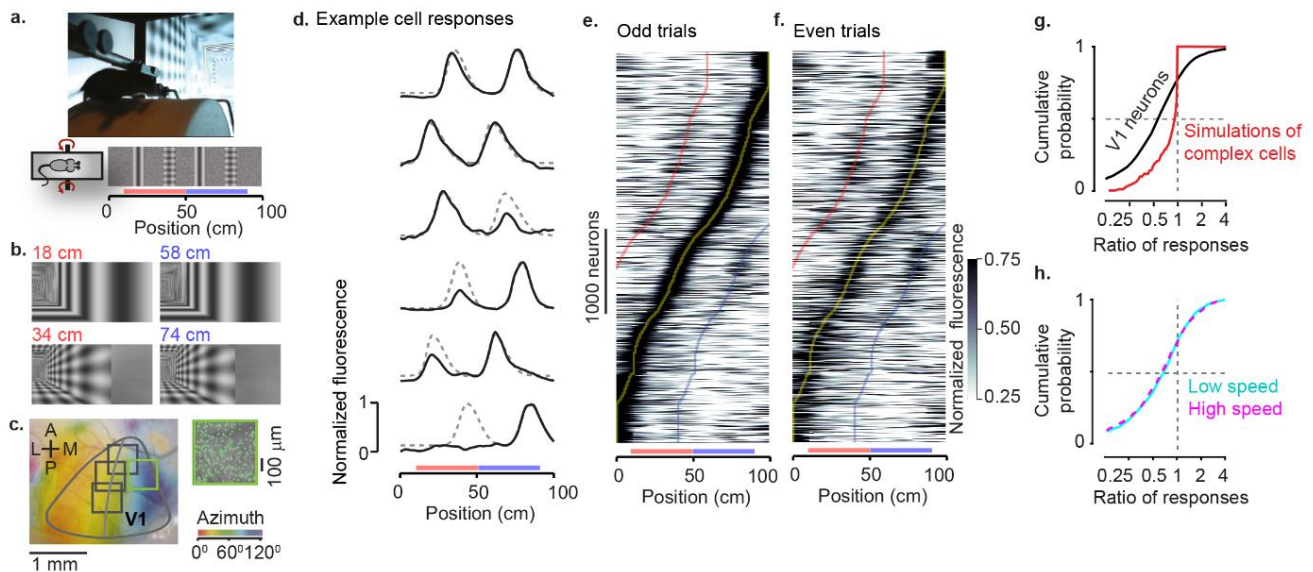 a.
0
50
100
Position (cm)
b.
18 cm
58 cm
34 cm
74 cm
c.
A
L
M
P
V1
1 mm
100 µm
Azimuth
0⁰
60⁰
120⁰
d.
Example cell responses
Normalized fluorescence
1
0
0
50
100
Position (cm)
e.
Odd trials
1000 neurons
0
50
100
Position (cm)
f.
Even trials
0
50
100
Position (cm)
Normalized fluorescence
0.75
0.50
0.25
g.
Cumulative
probability
1
0
V1 neurons
Simulations of
complex cells
0.25
0.5
1
2
4
Ratio of responses
h.
Cumulative
probability
1
0
Low speed
High speed
0.25
0.5
1
2
4
Ratio of responses